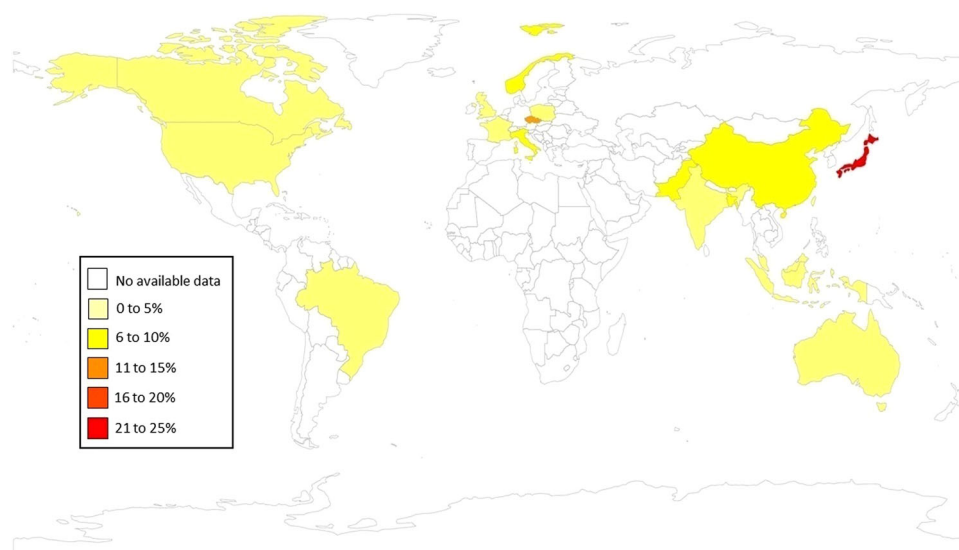 No available data
0 to 5%
6 to 10%
11 to 15%
16 to 20%
21 to 25%